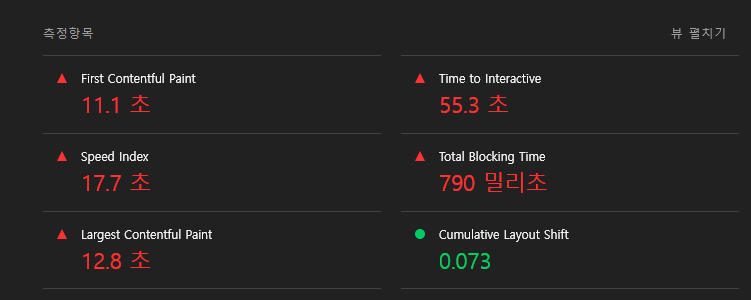 측정항목
뷰 펼치기
First Contentful Paint
11.1 초
Time to Interactive
55.3 초
Speed Index
17.7 초
Total Blocking Time
790 밀리초
Largest Contentful Paint
12.8 초
Cumulative Layout Shift
0.073